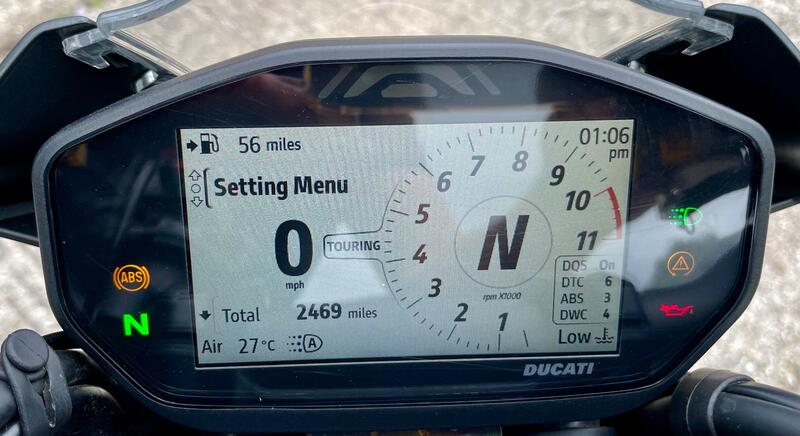 56 miles
01:06
pm
Setting Menu
0
mph
TOURING
1
2
3
4
5
6
7
8
9
10
11
N
rpm X1000
DQS On
DTC 6
ABS 3
DWC 4
Total 2469 miles
Air 27°C
A
Low
ABS
N
DUCATI